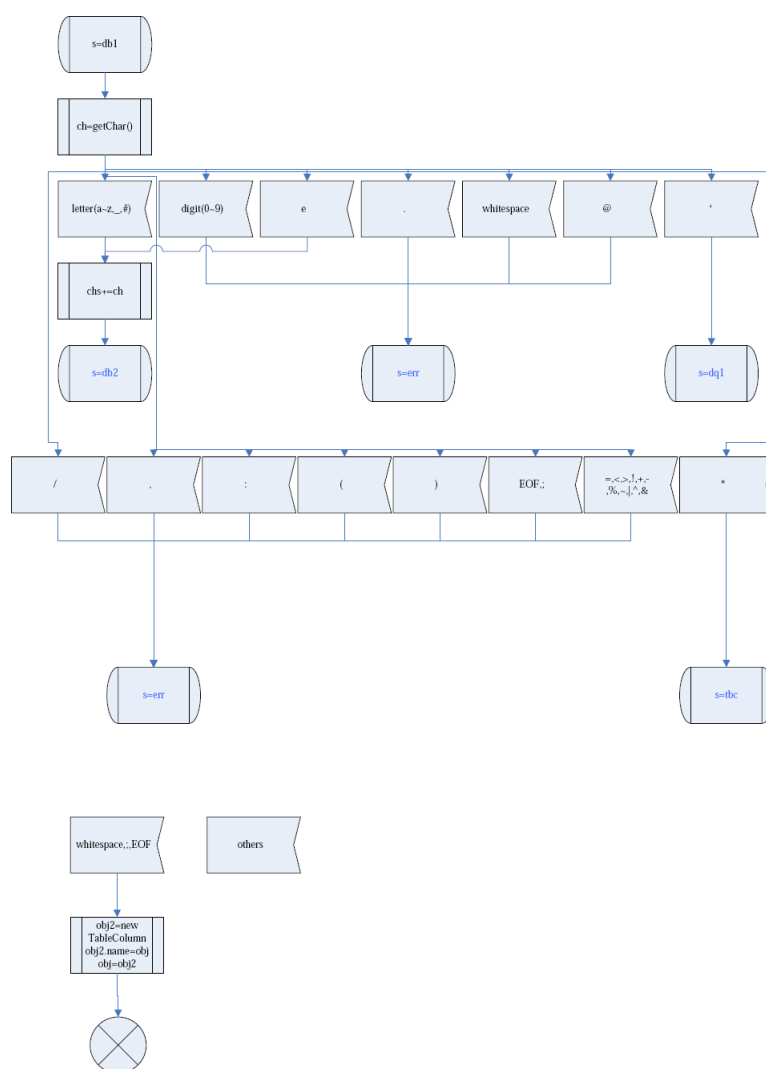 s=db1
ch=getChar()
letter(a~z,_,#)
digit(0~9)
e
.
whitespace
@
‘
chs+=ch
s=db2
s=err
s=dq1
/
,
:
(
)
EOF,;
=,<,>,!,+,-
,%,~,|,^,&
*
s=err
s=tbc
whitespace,;,EOF
others
obj2=new
TableColumn
obj2.name=obj
obj=obj2